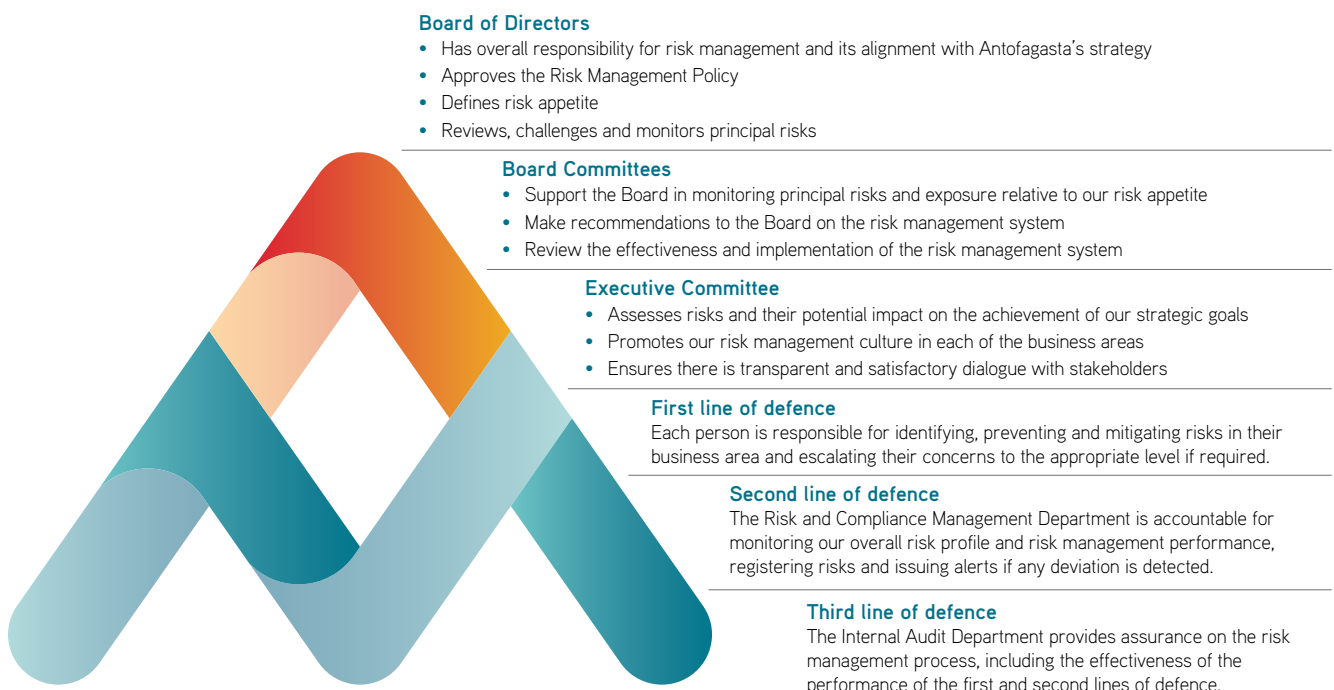 Board of Directors
• Has overall responsibility for risk management and its alignment with Antofagasta's strategy
• Approves the Risk Management Policy
• Defines risk appetite
• Reviews, challenges and monitors principal risks
Board Committees
• Support the Board in monitoring principal risks and exposure relative to our risk appetite
• Make recommendations to the Board on the risk management system
• Review the effectiveness and implementation of the risk management system
Executive Committee
• Assesses risks and their potential impact on the achievement of our strategic goals
• Promotes our risk management culture in each of the business areas
• Ensures there is transparent and satisfactory dialogue with stakeholders
First line of defence
Each person is responsible for identifying, preventing and mitigating risks in their
business area and escalating their concerns to the appropriate level if required.
Second line of defence
The Risk and Compliance Management Department is accountable for
monitoring our overall risk profile and risk management performance,
registering risks and issuing alerts if any deviation is detected.
Third line of defence
The Internal Audit Department provides assurance on the risk
management process, including the effectiveness of the
performance of the first and second lines of defence.